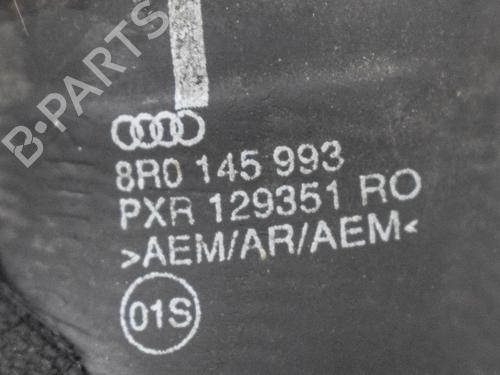 B-PARTS
8R0 145 993
PXR 129351 RO
>AEM/AR/AEM<
01S